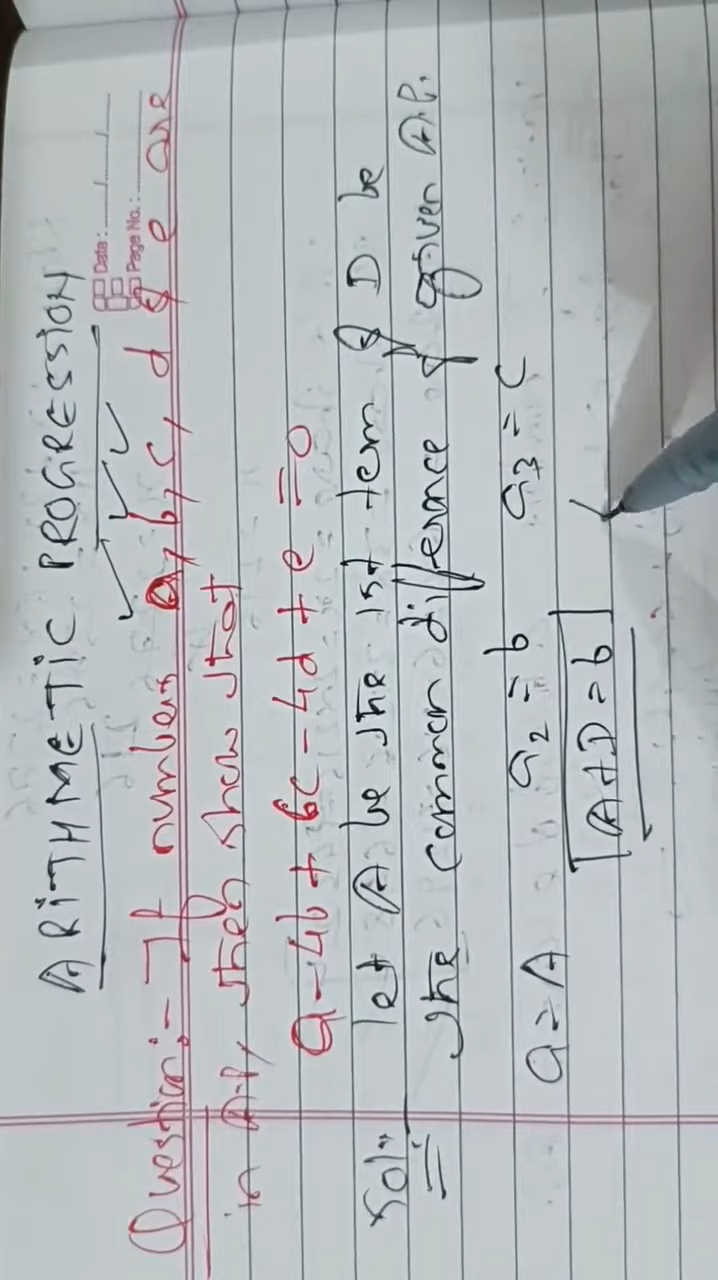 ARITHMETIC PROGRESSION
Date :
Page No. :
Question:- If numbers a, b, c, d & e are
in A.P, then show that
a-4b+6c-4d+e=0
Sol: let A be the 1st term & D be
the common difference of given A.P.
a=A a2=b a3=c
A+D=b